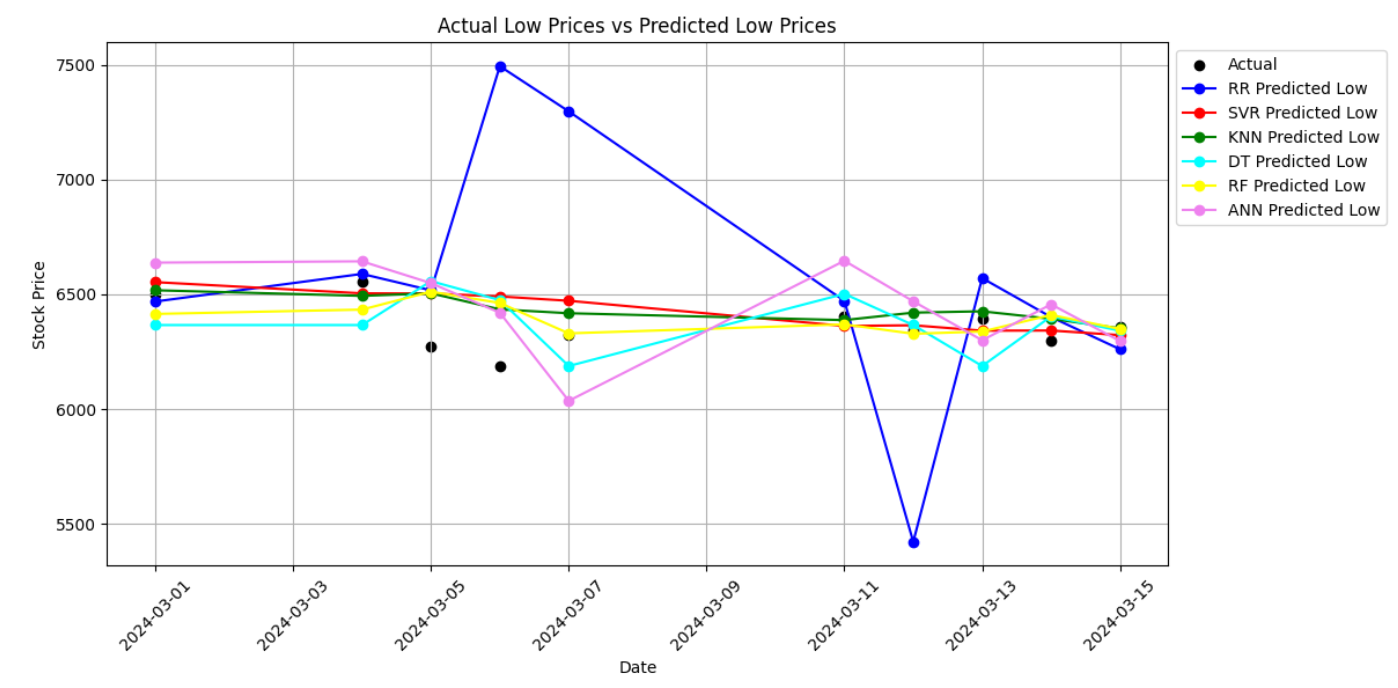 Actual Low Prices vs Predicted Low Prices
7500
7000
6500
6000
5500
Stock Price
2024-03-01
2024-03-03
2024-03-05
2024-03-07
2024-03-09
2024-03-11
2024-03-13
2024-03-15
Date
Actual
RR Predicted Low
SVR Predicted Low
KNN Predicted Low
DT Predicted Low
RF Predicted Low
ANN Predicted Low